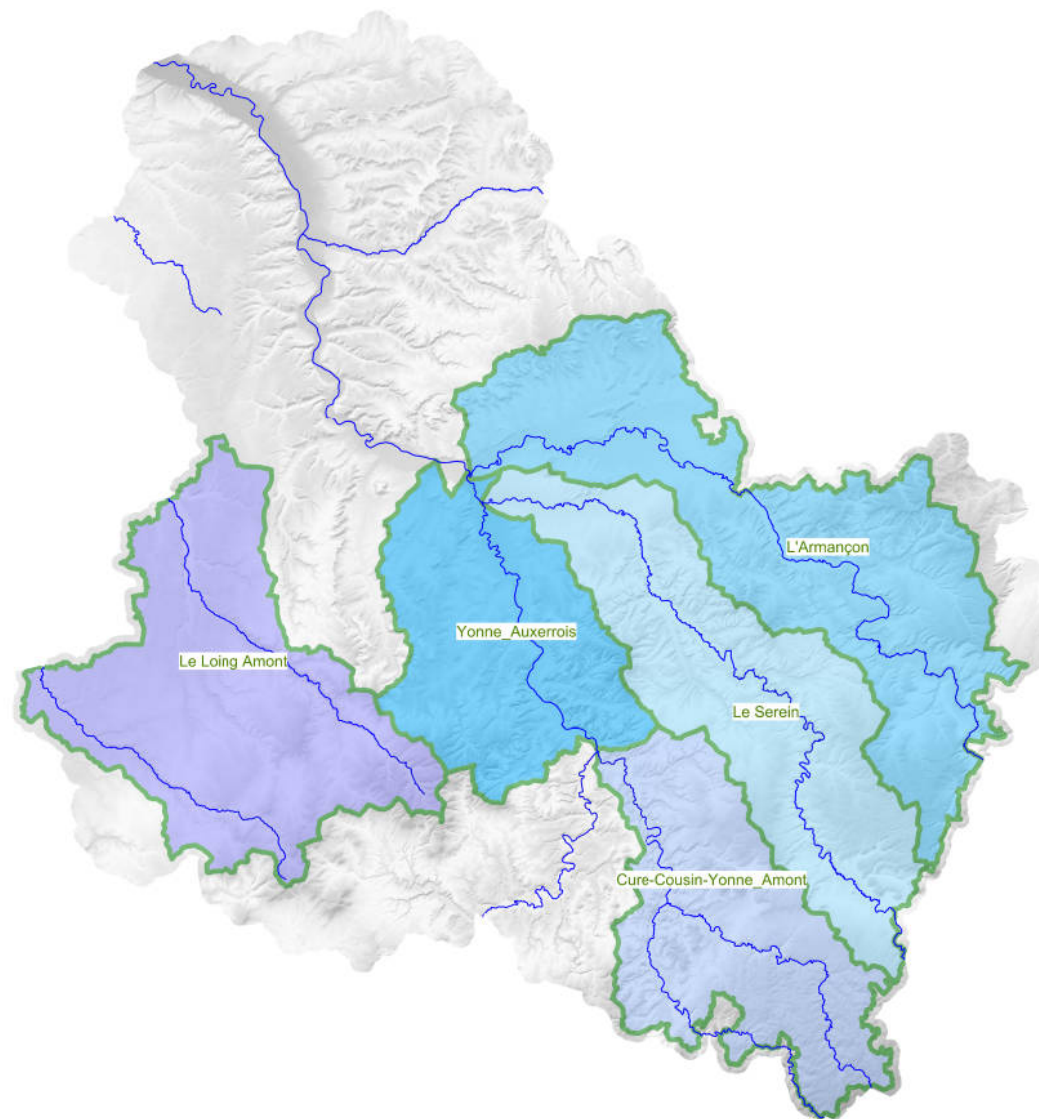 L'Armançon
Yonne_Auxerrois
Le Loing Amont
Le Serein
Cure-Cousin-Yonne_Amont